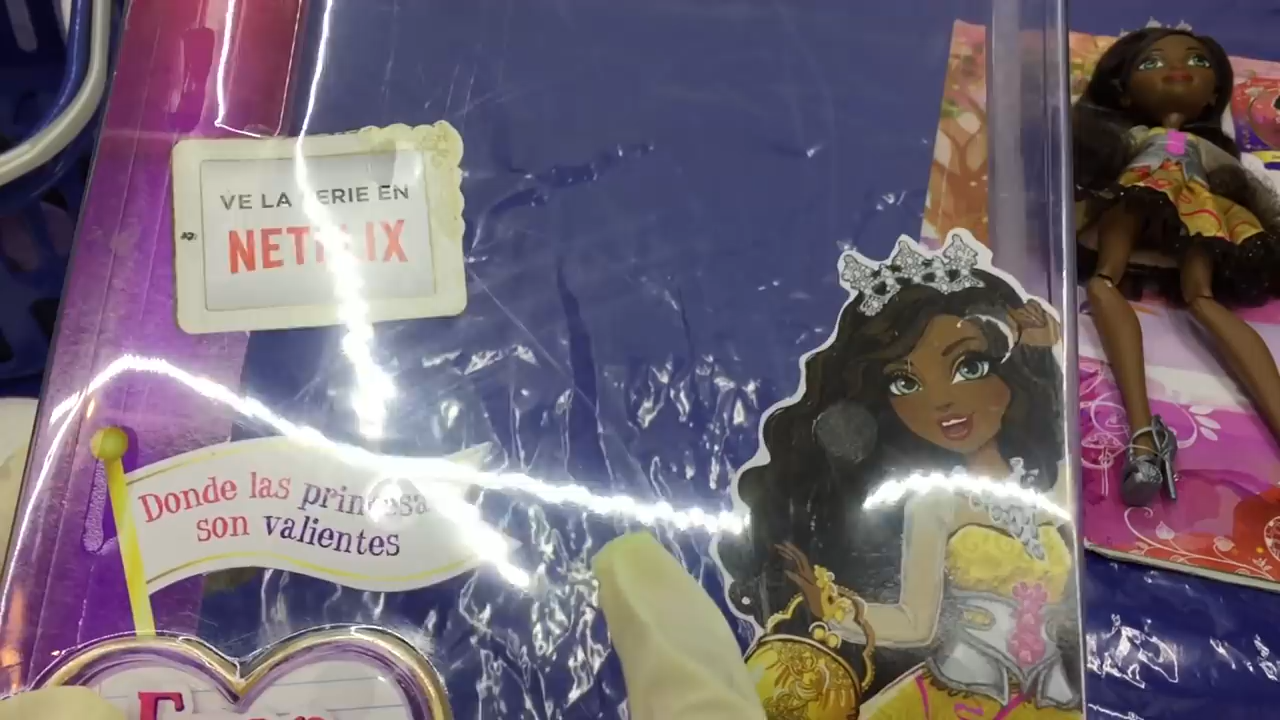 VE LA SERIE EN
NETFLIX
Donde las princesas
son valientes